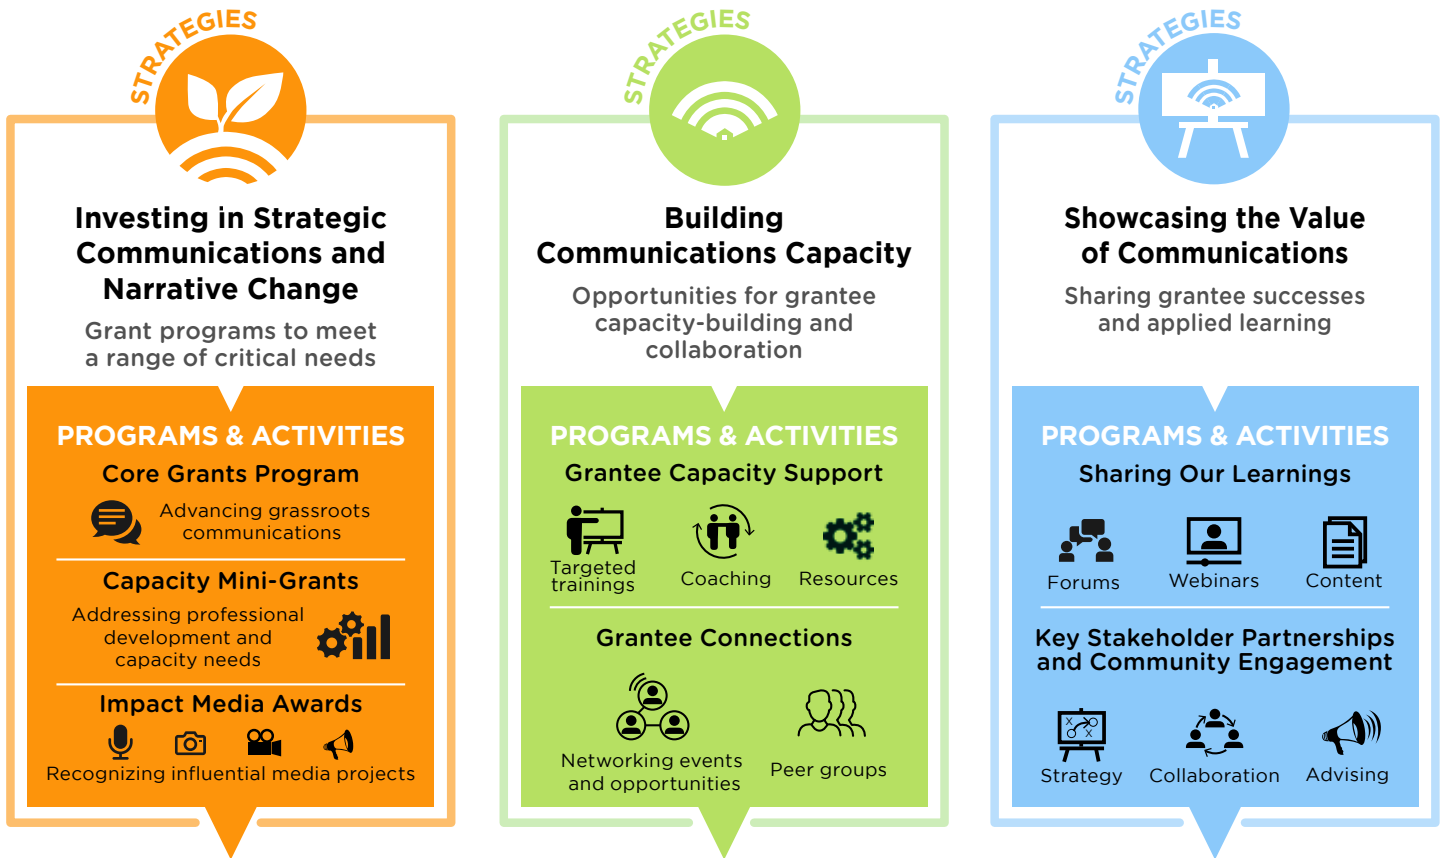 STRATEGIES
Investing in Strategic
Communications and
Narrative Change
Grant programs to meet
a range of critical needs
PROGRAMS & ACTIVITIES
Core Grants Program
Advancing grassroots
communications
Capacity Mini-Grants
Addressing professional
development and
capacity needs
Impact Media Awards
Recognizing influential media projects
STRATEGIES
Building
Communications Capacity
Opportunities for grantee
capacity-building and
collaboration
PROGRAMS & ACTIVITIES
Grantee Capacity Support
Targeted
trainings
Coaching
Resources
Grantee Connections
Networking events
and opportunities
Peer groups
STRATEGIES
Showcasing the Value
of Communications
Sharing grantee successes
and applied learning
PROGRAMS & ACTIVITIES
Sharing Our Learnings
Forums
Webinars
Content
Key Stakeholder Partnerships
and Community Engagement
Strategy
Collaboration
Advising